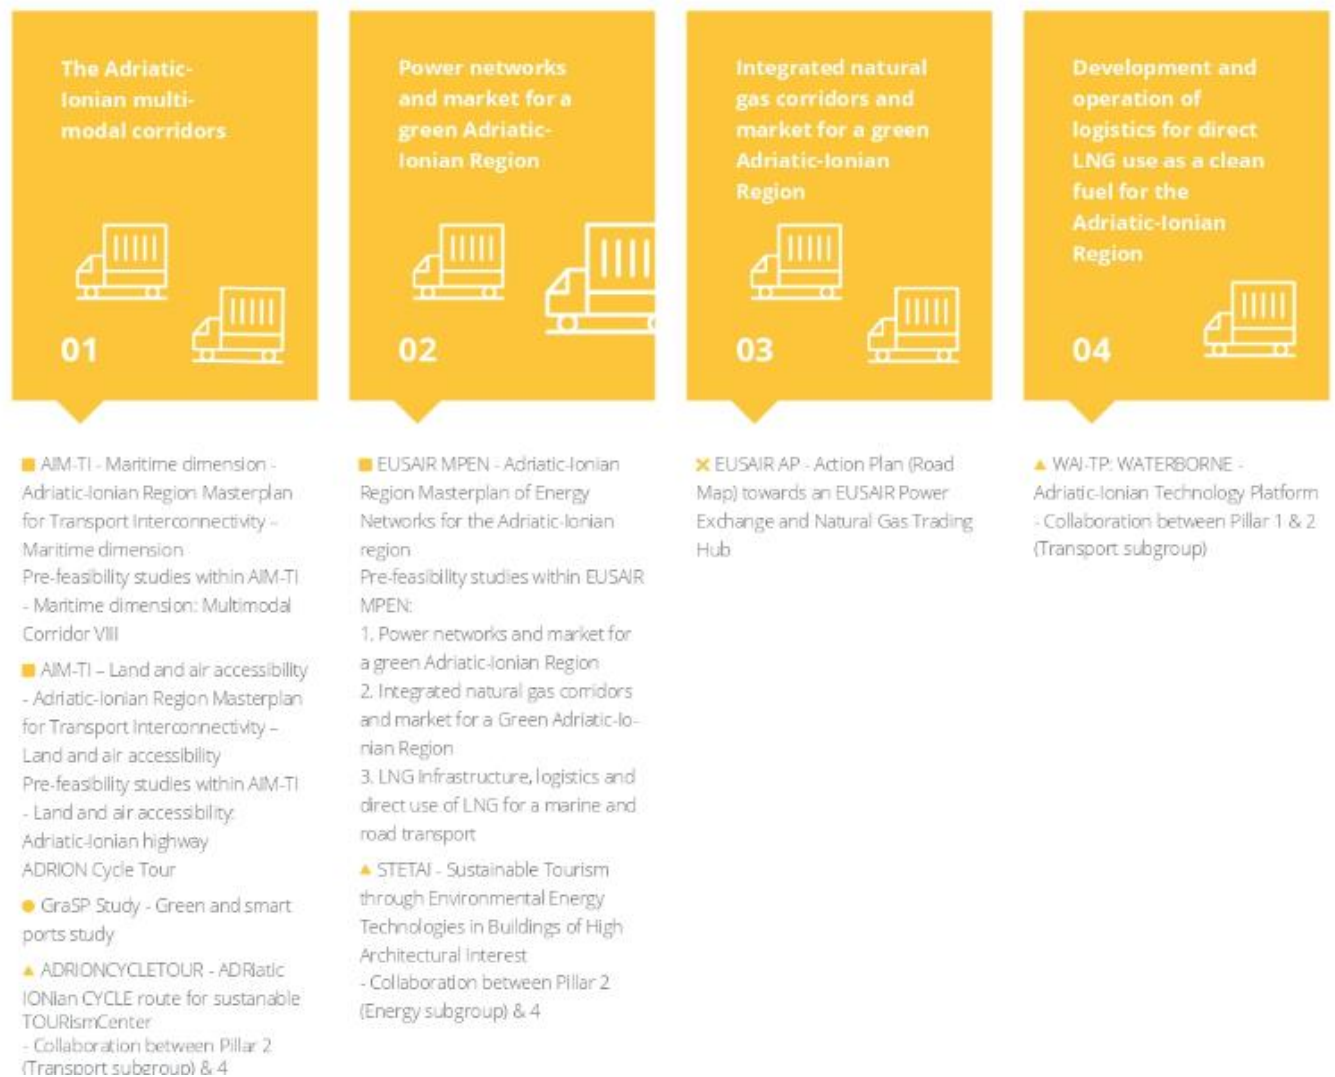 The Adriatic-
Ionian multi-
modal corridors
01
AIM-TI - Maritime dimension -
Adriatic-Ionian Region Masterplan
for Transport Interconnectivity –
Maritime dimension
Pre-feasibility studies within AIM-TI
- Maritime dimension: Multimodal
Corridor VIII
AIM-TI – Land and air accessibility
- Adriatic-Ionian Region Masterplan
for Transport Interconnectivity –
Land and air accessibility
Pre-feasibility studies within AIM-TI
- Land and air accessibility:
Adriatic-Ionian highway
ADRION Cycle Tour
GraSP Study - Green and smart
ports study
ADRIONCYCLETOUR - ADRiatic
IONian CYCLE route for sustanable
TOURismCenter
- Collaboration between Pillar 2
(Transport subgroup) & 4
Power networks
and market for a
green Adriatic-
Ionian Region
02
EUSAIR MPEN - Adriatic-Ionian
Region Masterplan of Energy
Networks for the Adriatic-Ionian
region
Pre-feasibility studies within EUSAIR
MPEN:
1. Power networks and market for
a green Adriatic-Ionian Region
2. Integrated natural gas corridors
and market for a Green Adriatic-Io-
nian Region
3. LNG Infrastructure, logistics and
direct use of LNG for a marine and
road transport
STETAI - Sustainable Tourism
through Environmental Energy
Technologies in Buildings of High
Architectural Interest
- Collaboration between Pillar 2
(Energy subgroup) & 4
Integrated natural
gas corridors and
market for a green
Adriatic-Ionian
Region
03
EUSAIR AP - Action Plan (Road
Map) towards an EUSAIR Power
Exchange and Natural Gas Trading
Hub
Development and
operation of
logistics for direct
LNG use as a clean
fuel for the
Adriatic-Ionian
Region
04
WAI-TP: WATERBORNE -
Adriatic-Ionian Technology Platform
- Collaboration between Pillar 1 & 2
(Transport subgroup)